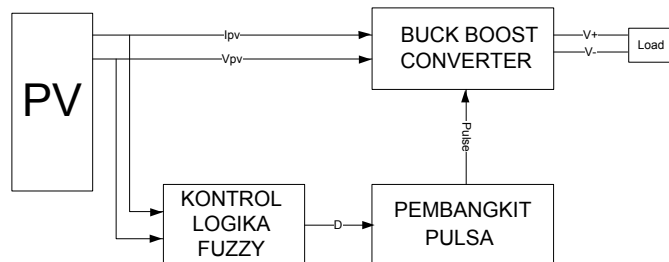 PV
Ipv
Vpv
BUCK BOOST
CONVERTER
V+
V-
Load
Pulse
KONTROL
LOGIKA
FUZZY
D
PEMBANGKIT
PULSA